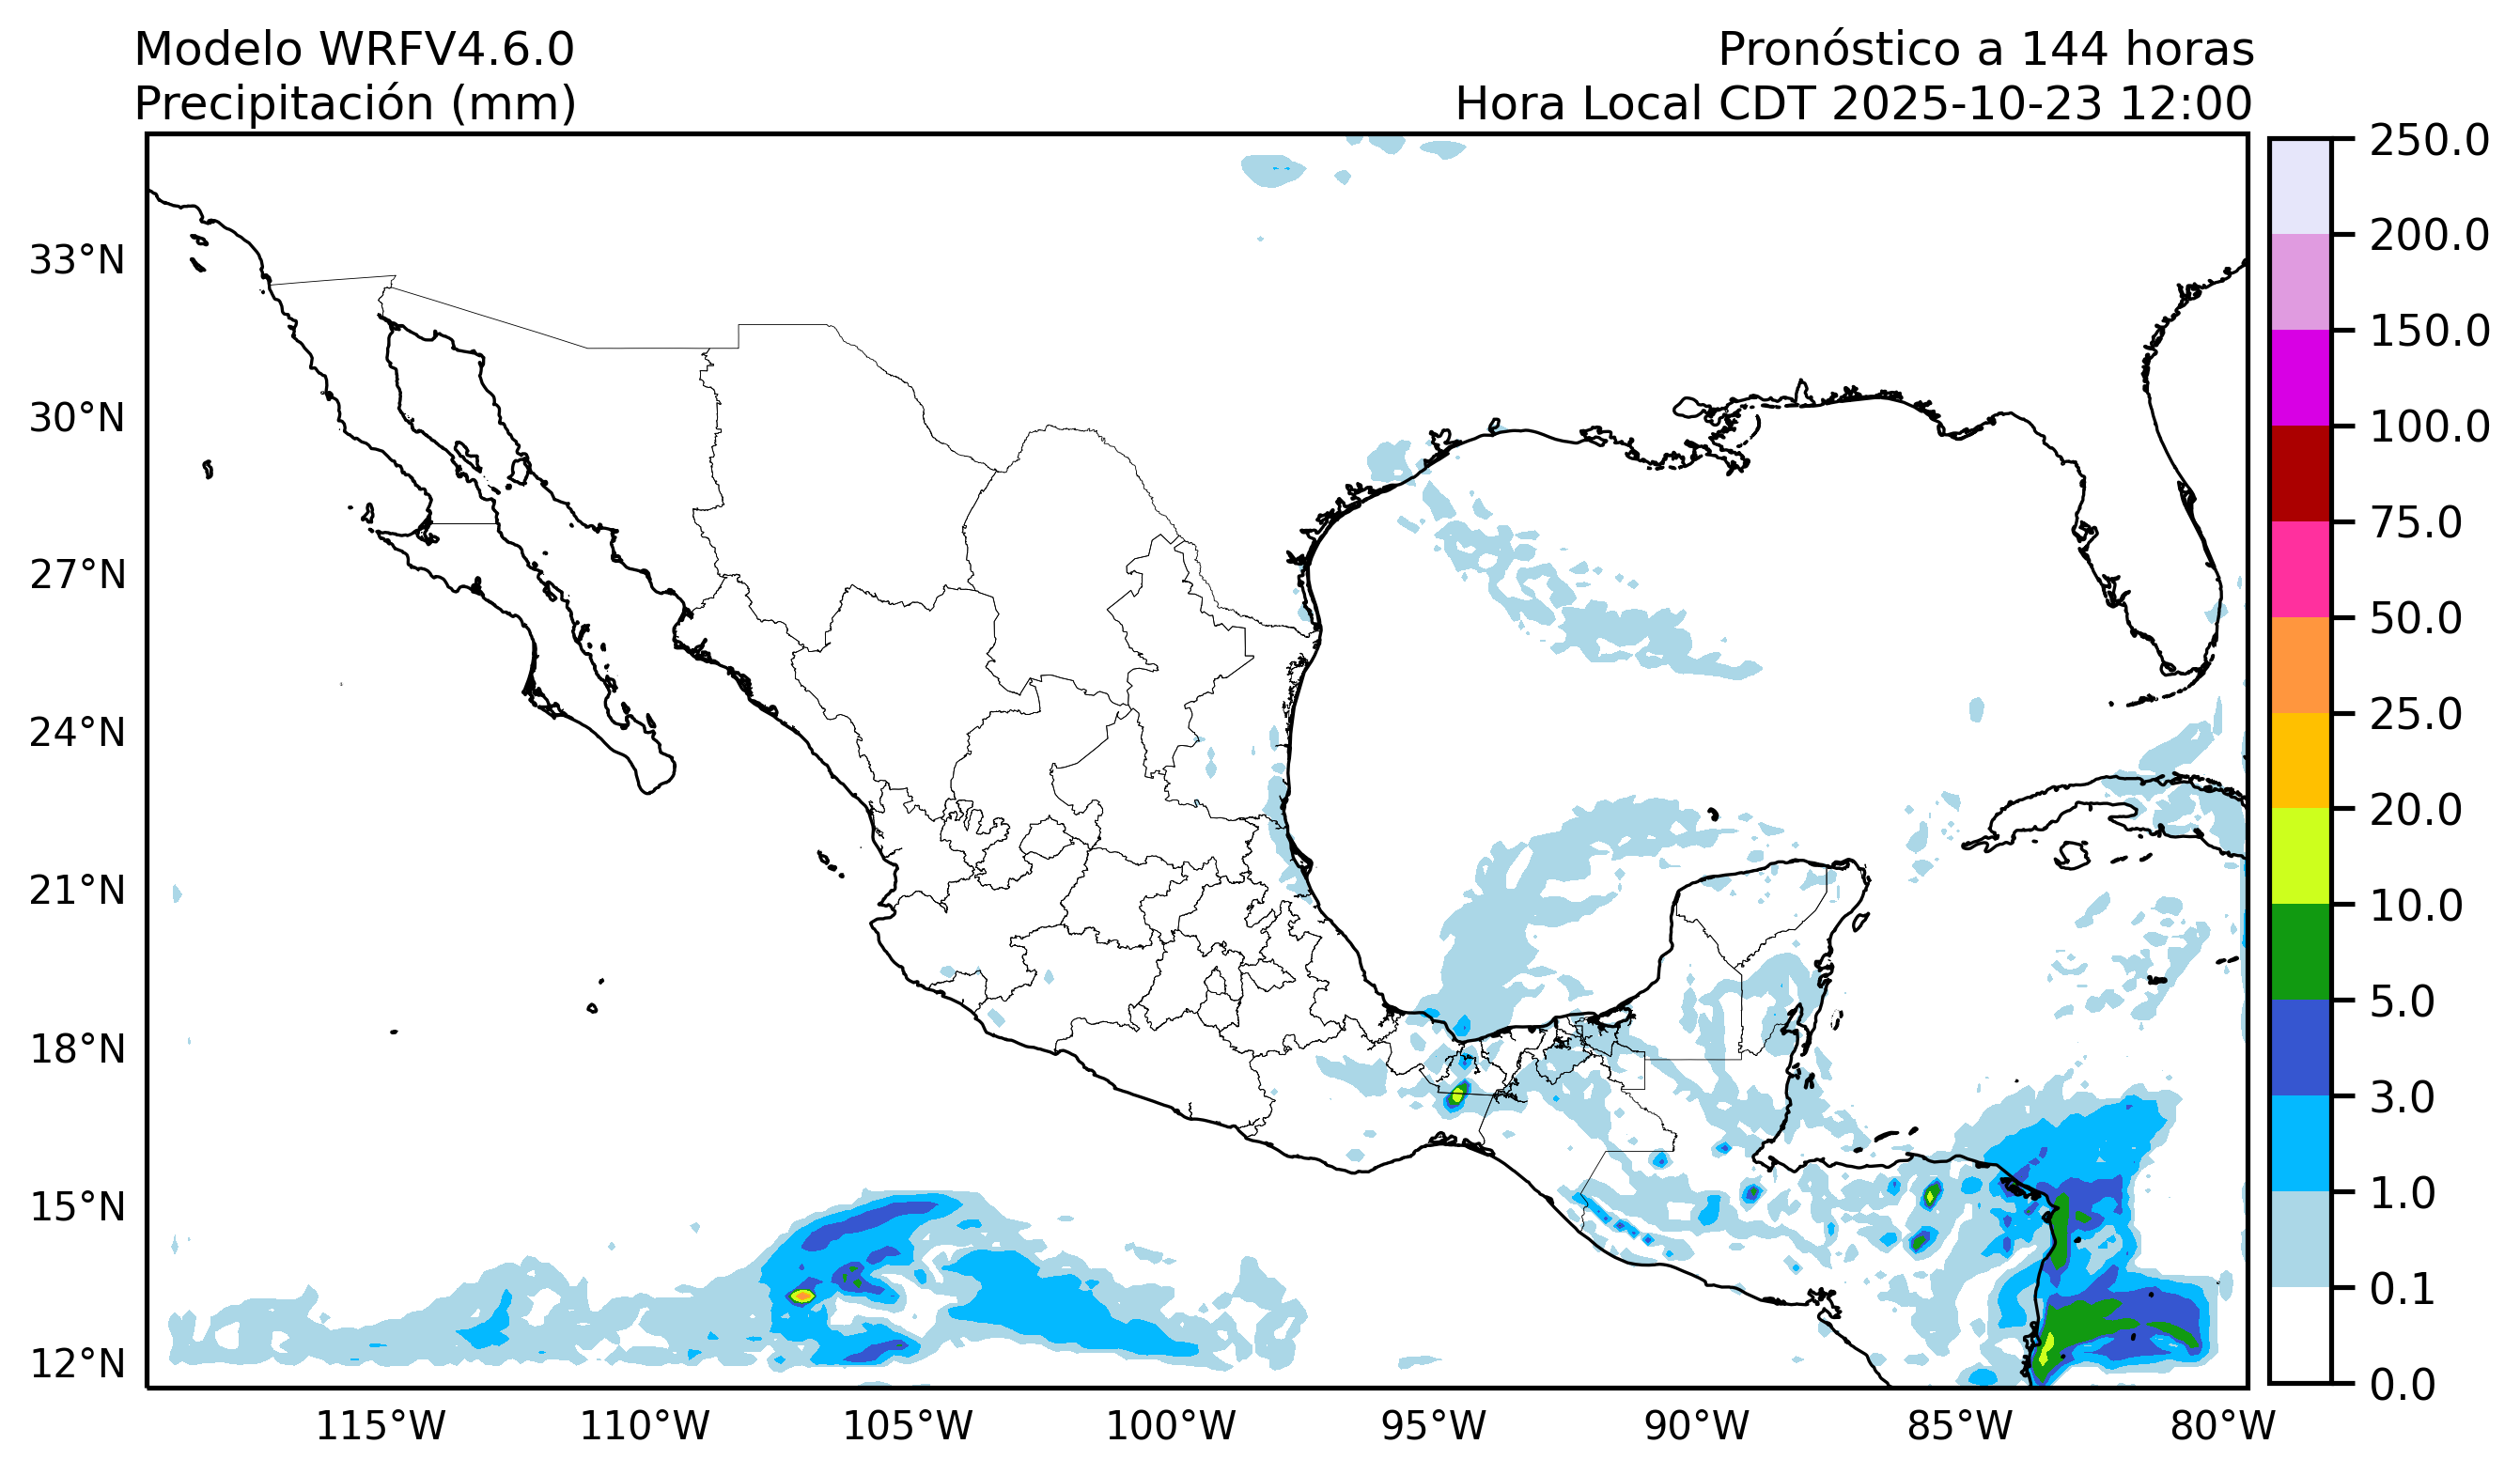 Modelo WRFV4.6.0
Precipitación (mm)
Pronóstico a 144 horas
Hora Local CDT 2025-10-23 12:00
33°N
30°N
27°N
24°N
21°N
18°N
15°N
12°N
115°W
110°W
105°W
100°W
95°W
90°W
85°W
80°W
250.0
200.0
150.0
100.0
75.0
50.0
25.0
20.0
10.0
5.0
3.0
1.0
0.1
0.0